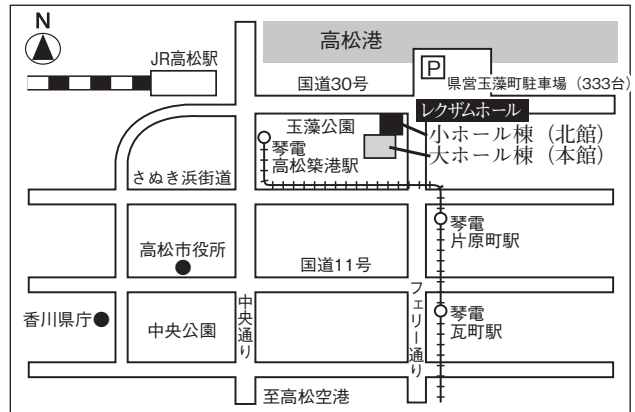 N
高松港
JR高松駅
P
国道30号
県営玉藻町駐車場（333台）
レクザムホール
玉藻公園
小ホール棟（北館）
大ホール棟（本館）
琴電
高松築港駅
さぬき浜街道
琴電
片原町駅
高松市役所
国道11号
香川県庁
中央公園
中央通り
フェリー通り
琴電
瓦町駅
至高松空港